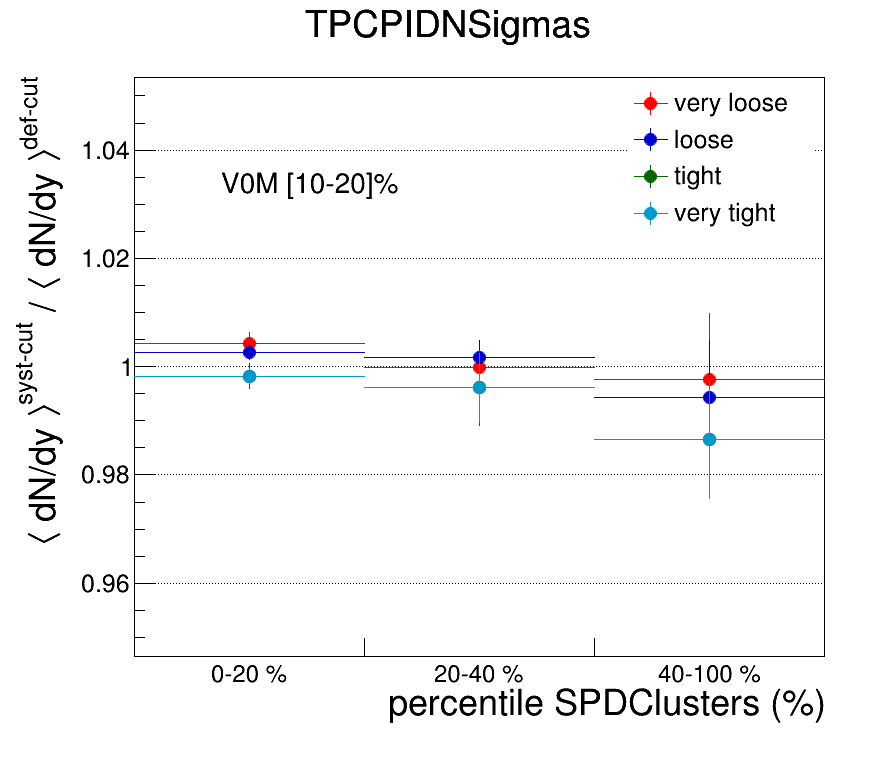 TPCPIDNSigmas
⟨ dN/dy ⟩^syst-cut / ⟨ dN/dy ⟩^def-cut
very loose
loose
tight
very tight
V0M [10-20]%
1.04
1.02
1
0.98
0.96
0-20 %
20-40 %
40-100 %
percentile SPDClusters (%)